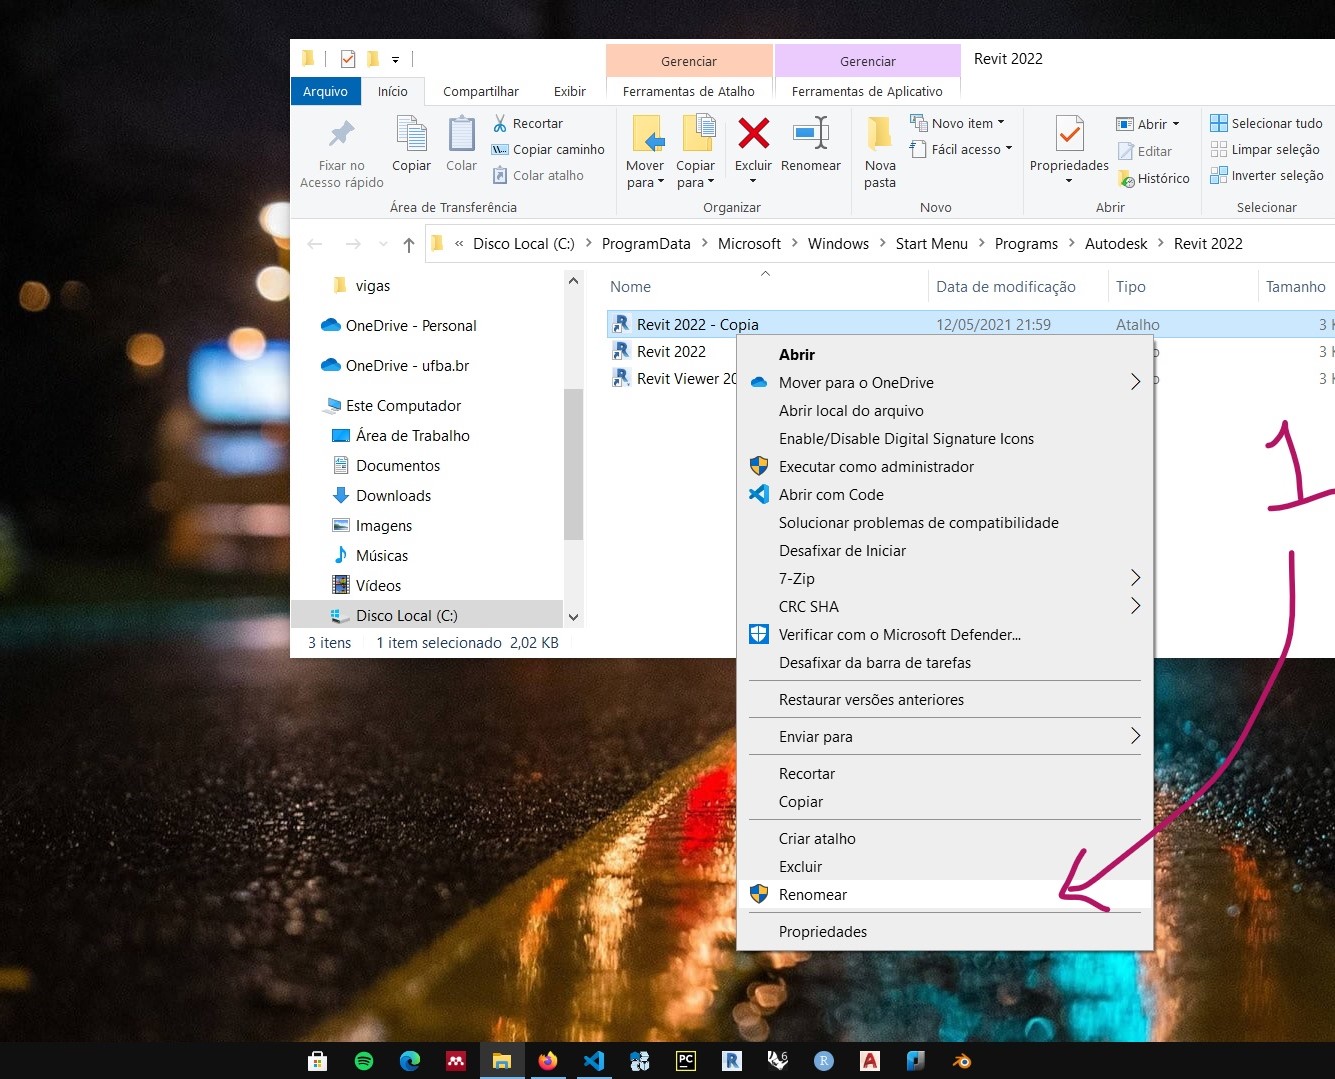 Gerenciar Gerenciar Revit 2022
Arquivo Início Compartilhar Exibir Ferramentas de Atalho Ferramentas de Aplicativo
Fixar no
Acesso rápido
Copiar
Colar
Recortar
Copiar caminho
Colar atalho
Área de Transferência
Mover
para
Copiar
para
Excluir
Renomear
Organizar
Nova
pasta
Novo item
Fácil acesso
Novo
Propriedades
Abrir
Editar
Histórico
Abrir
Selecionar tudo
Limpar seleção
Inverter seleção
Selecionar
« Disco Local (C:) > ProgramData > Microsoft > Windows > Start Menu > Programs > Autodesk > Revit 2022
vigas
OneDrive - Personal
OneDrive - ufba.br
Este Computador
Área de Trabalho
Documentos
Downloads
Imagens
Músicas
Vídeos
Disco Local (C:)
Nome Data de modificação Tipo Tamanho
Revit 2022 - Copia 12/05/2021 21:59 Atalho 3
Revit 2022 3
Revit Viewer 20 3
3 itens 1 item selecionado 2,02 KB
Abrir
Mover para o OneDrive
Abrir local do arquivo
Enable/Disable Digital Signature Icons
Executar como administrador
Abrir com Code
Solucionar problemas de compatibilidade
Desafixar de Iniciar
7-Zip
CRC SHA
Verificar com o Microsoft Defender...
Desafixar da barra de tarefas
Restaurar versões anteriores
Enviar para
Recortar
Copiar
Criar atalho
Excluir
Renomear
Propriedades
1
PC R 6 R A